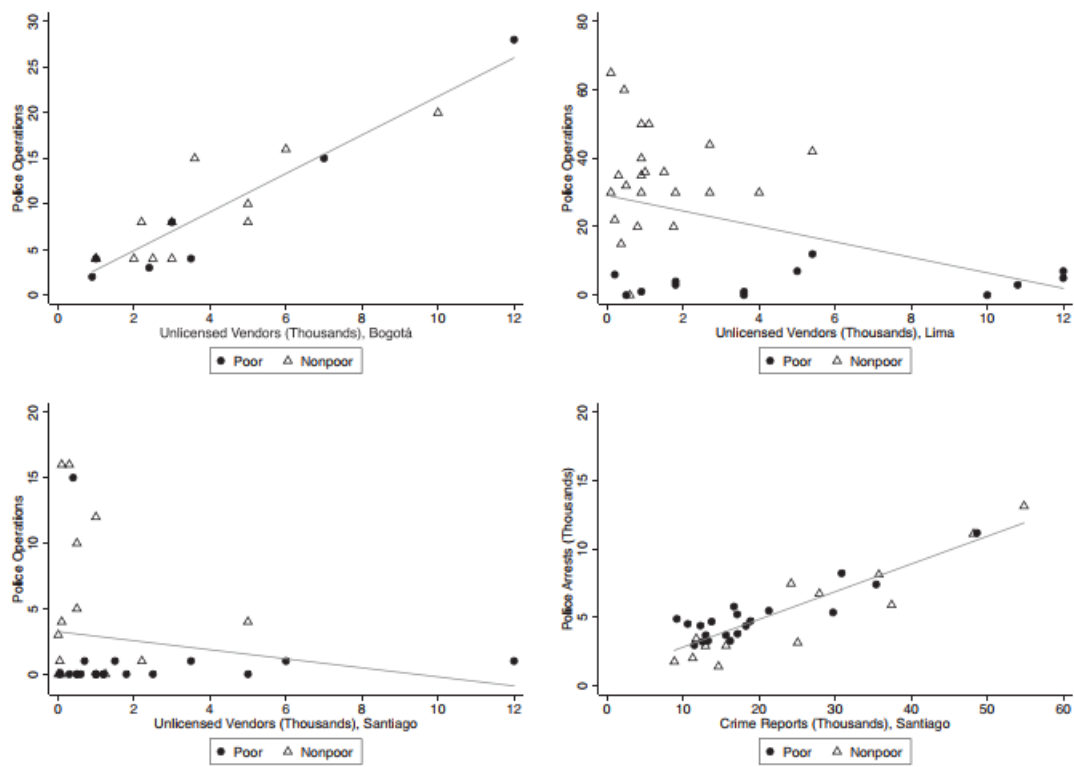 30
25
20
15
10
5
0
Police Operations
0 2 4 6 8 10 12
Unlicensed Vendors (Thousands), Bogotá
Poor Nonpoor
80
60
40
20
0
Police Operations
0 2 4 6 8 10 12
Unlicensed Vendors (Thousands), Lima
Poor Nonpoor
20
15
10
5
0
Police Operations
0 2 4 6 8 10 12
Unlicensed Vendors (Thousands), Santiago
Poor Nonpoor
20
15
10
5
0
Police Arrests (Thousands)
0 10 20 30 40 50 60
Crime Reports (Thousands), Santiago
Poor Nonpoor